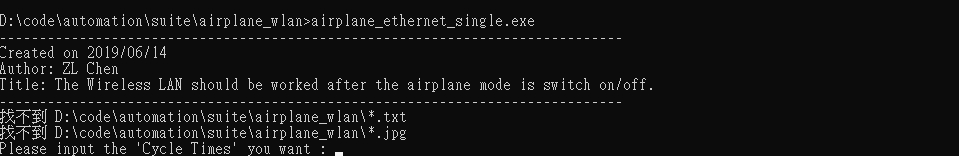 D:\code\automation\suite\airplane_wlan>airplane_ethernet_single.exe
--------------------------------------------------------------------------------
Created on 2019/06/14
Author: ZL Chen
Title: The Wireless LAN should be worked after the airplane mode is switch on/off.
--------------------------------------------------------------------------------
找不到 D:\code\automation\suite\airplane_wlan\*.txt
找不到 D:\code\automation\suite\airplane_wlan\*.jpg
Please input the 'Cycle Times' you want :